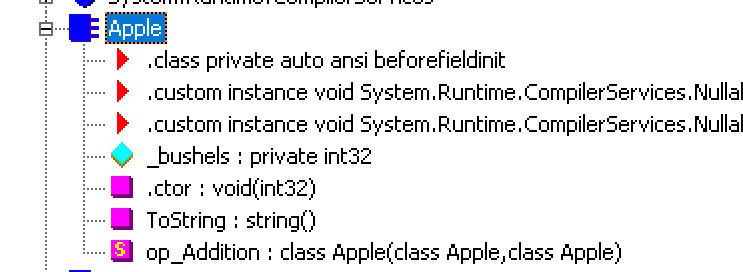 System.Runtime.CompilerServices
Apple
.class private auto ansi beforefieldinit
.custom instance void System.Runtime.CompilerServices.Nullal
.custom instance void System.Runtime.CompilerServices.Nullal
_bushels : private int32
.ctor : void(int32)
ToString : string()
S
op_Addition : class Apple(class Apple,class Apple)